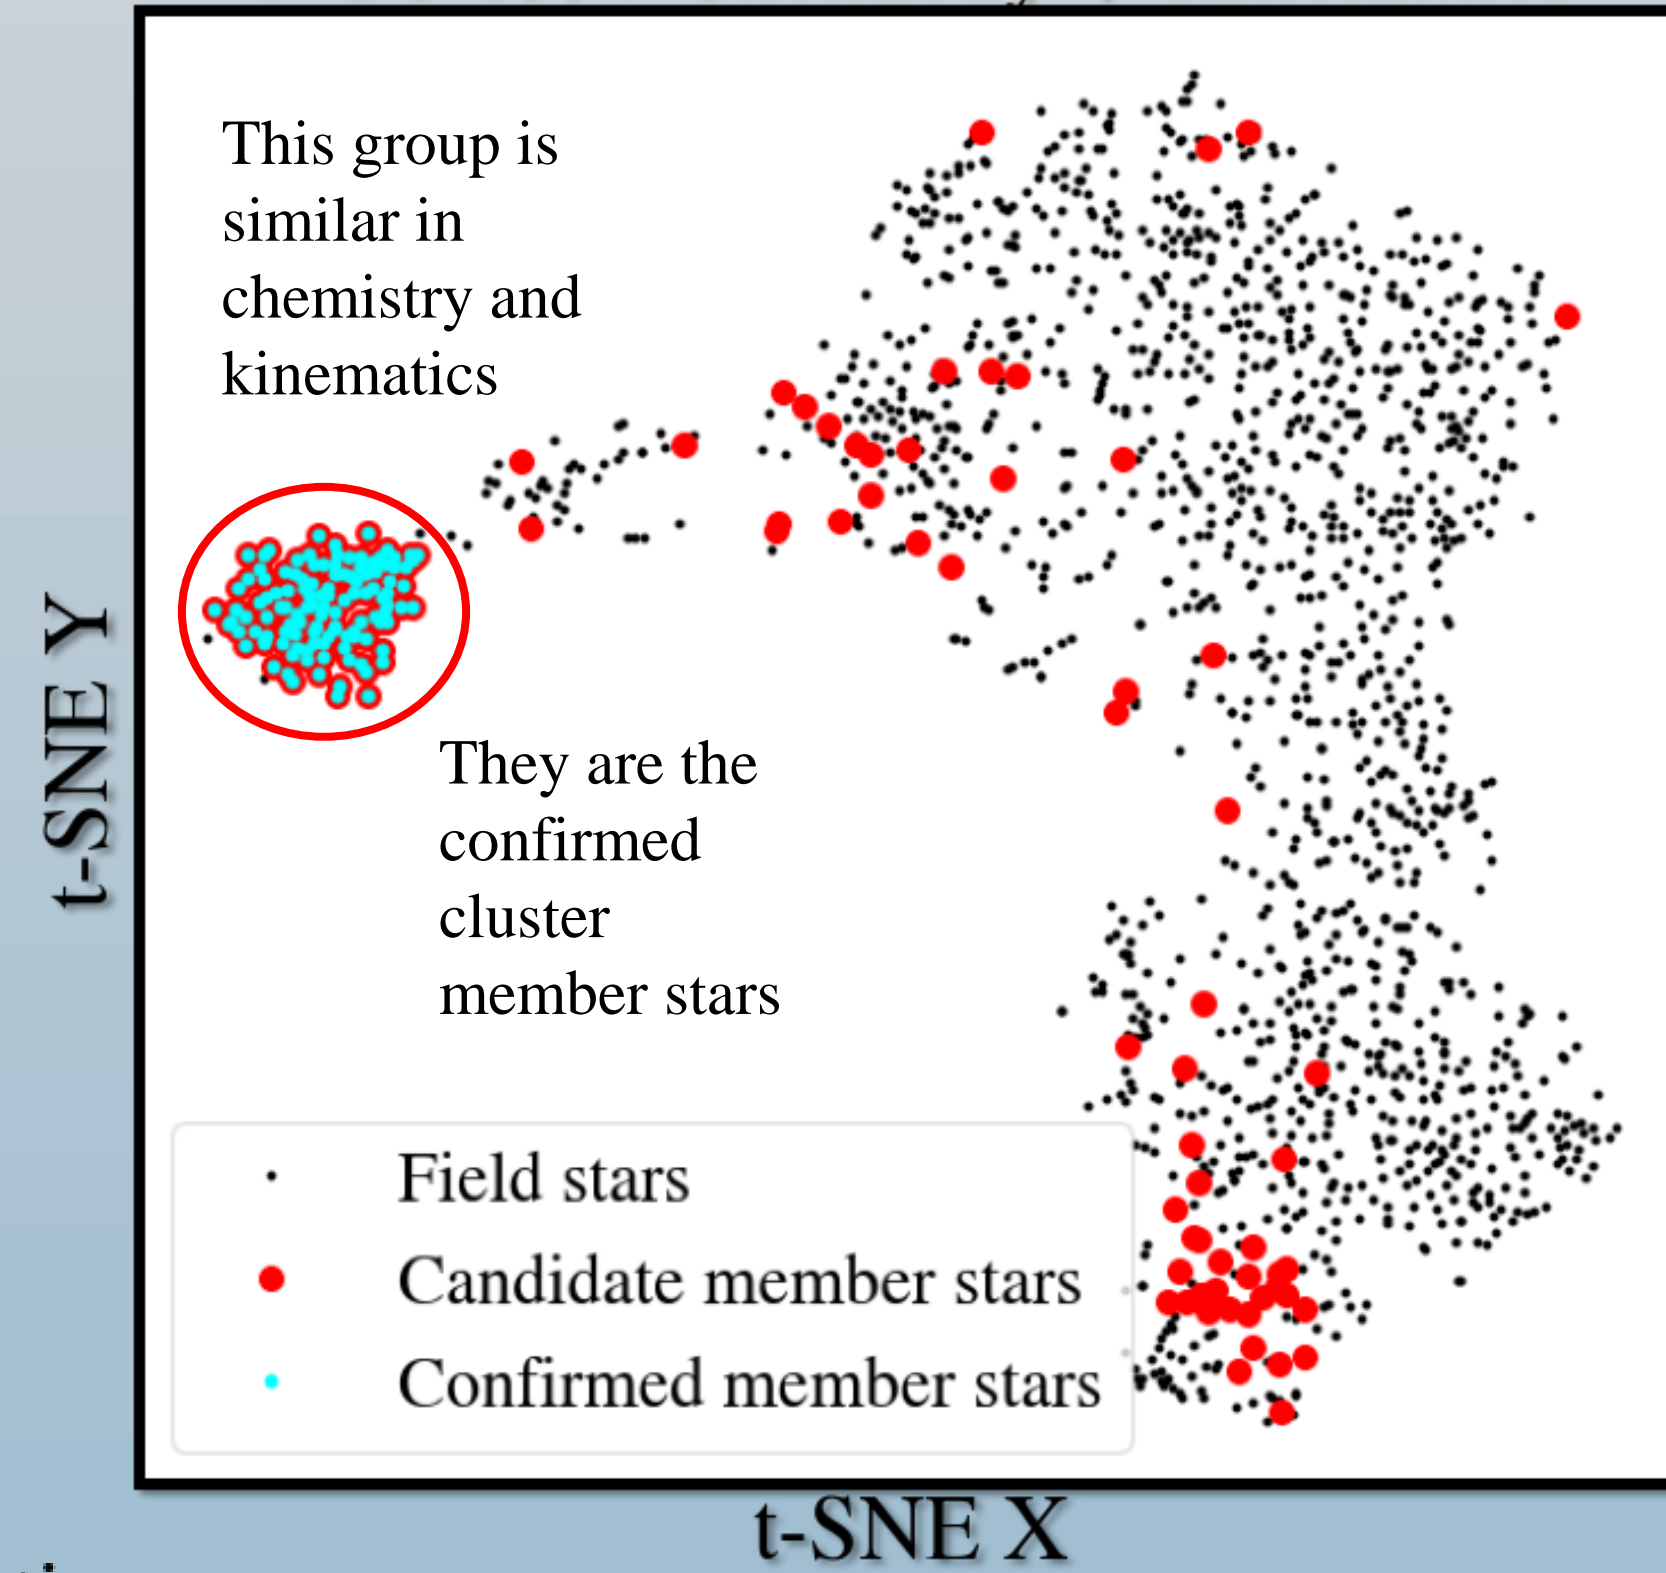 This group is
similar in
chemistry and
kinematics
They are the
confirmed
cluster
member stars
t-SNE Y
Field stars
Candidate member stars
Confirmed member stars
t-SNE X